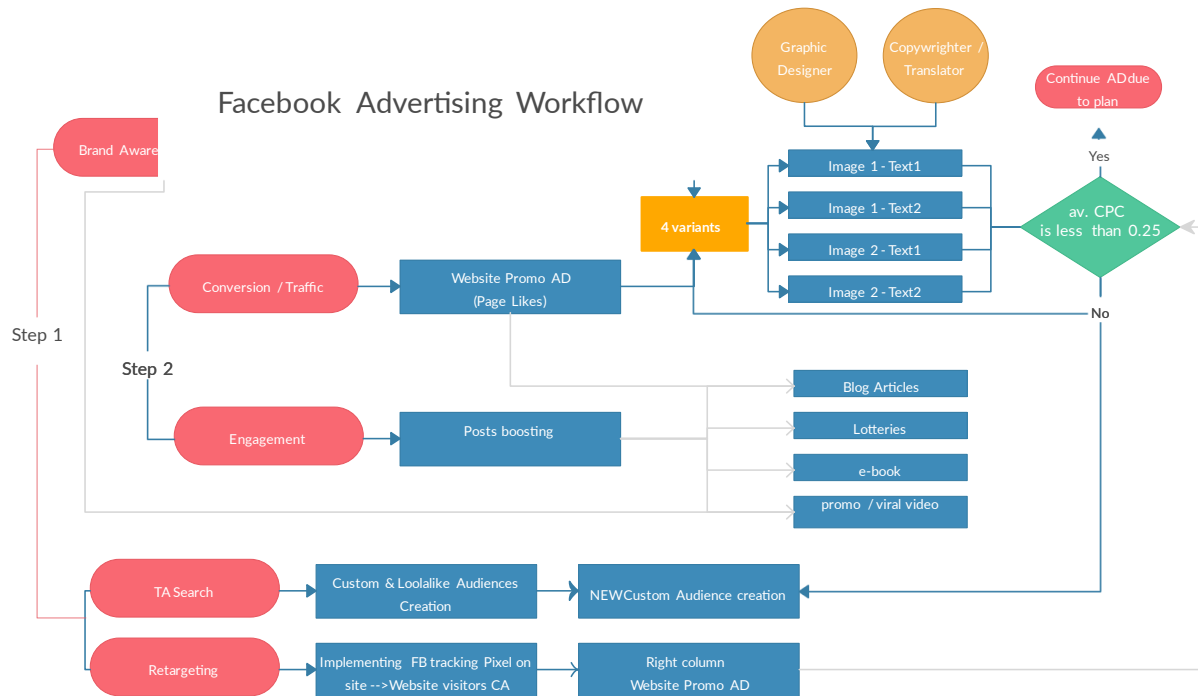 Graphic
Designer
Copywrighter /
Translator
Continue AD due
to plan
Facebook Advertising Workflow
Brand Aware
Yes
Image 1 - Text1
Image 1 - Text2
Image 2 - Text1
Image 2 - Text2
4 variants
av. CPC
is less than 0.25
Conversion / Traffic
Website Promo AD
(Page Likes)
No
Step 1
Step 2
Blog Articles
Engagement
Posts boosting
Lotteries
e-book
promo / viral video
TA Search
Custom & Loolalike Audiences
Creation
NEWCustom Audience creation
Retargeting
Implementing FB tracking Pixel on
site -->Website visitors CA
Right column
Website Promo AD